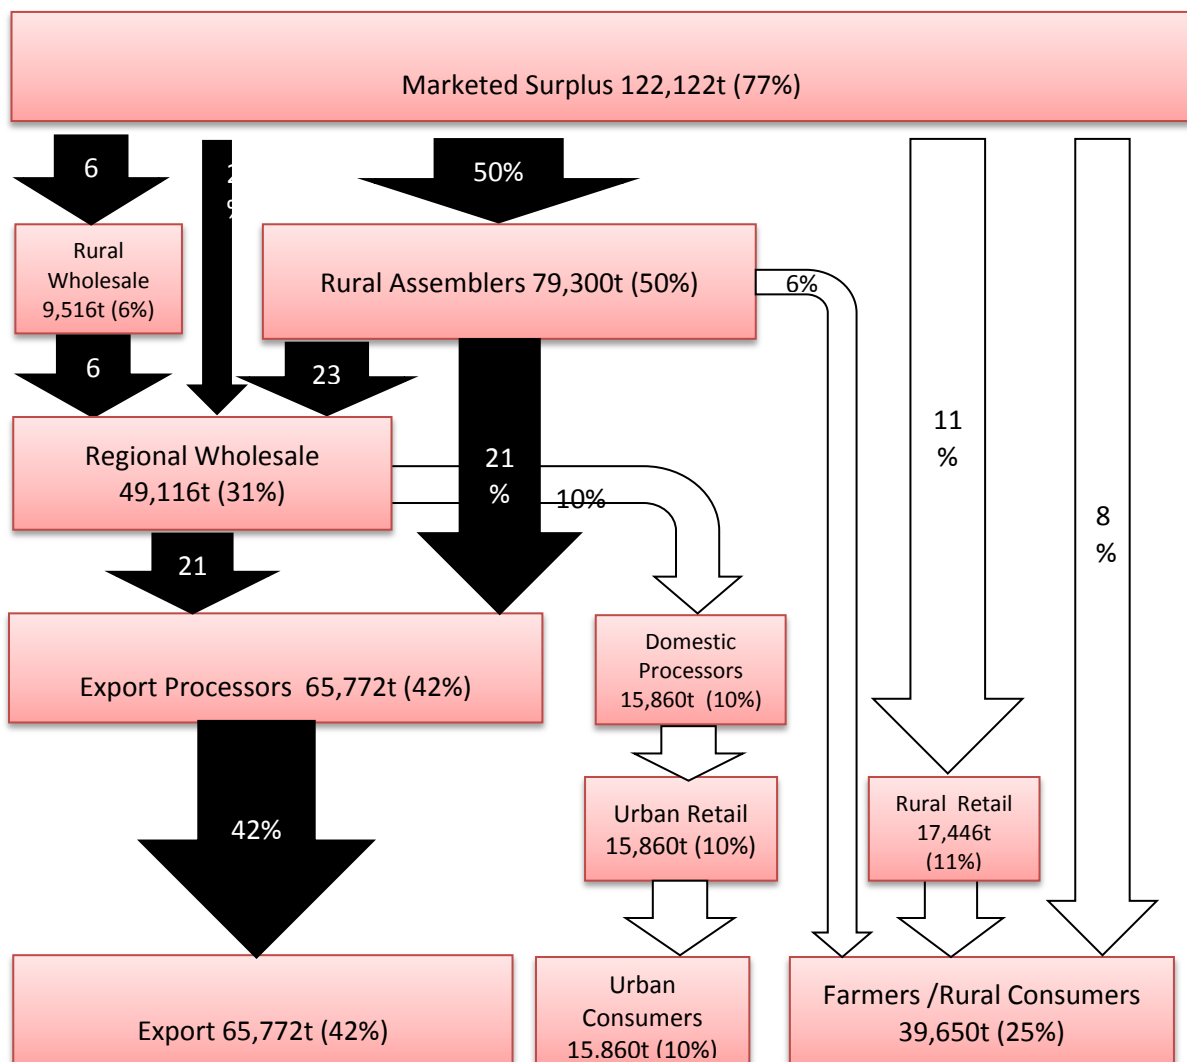 Marketed Surplus 122,122t (77%)
6
50%
Rural
Wholesale
9,516t (6%)
Rural Assemblers 79,300t (50%)
6%
6
23
11
%
8
%
Regional Wholesale
49,116t (31%)
21
%
10%
21
Export Processors 65,772t (42%)
Domestic
Processors
15,860t (10%)
42%
Urban Retail
15,860t (10%)
Rural Retail
17,446t
(11%)
Export 65,772t (42%)
Urban
Consumers
15.860t (10%)
Farmers /Rural Consumers
39,650t (25%)